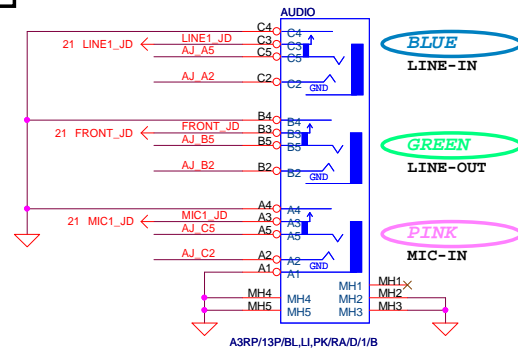 AUDIO
C4 C4
21 LINE1_JD LINE1_JD C3 C3
AJ_A5 C5 C5
AJ_A2 C2 C2
GND
BLUE
LINE-IN
B4 B4
21 FRONT_JD FRONT_JD B3 B3
AJ_B5 B5 B5
AJ_B2 B2 B2
GND
GREEN
LINE-OUT
A4 A4
21 MIC1_JD MIC1_JD A3 A3
AJ_C5 A5 A5
AJ_C2 A2 A2
GND
A1 A1
PINK
MIC-IN
MH1 MH1
MH4 MH4 MH2 MH2
MH5 MH5 MH3 MH3
A3RP/13P/BL,LI,PK/RA/D/1/B